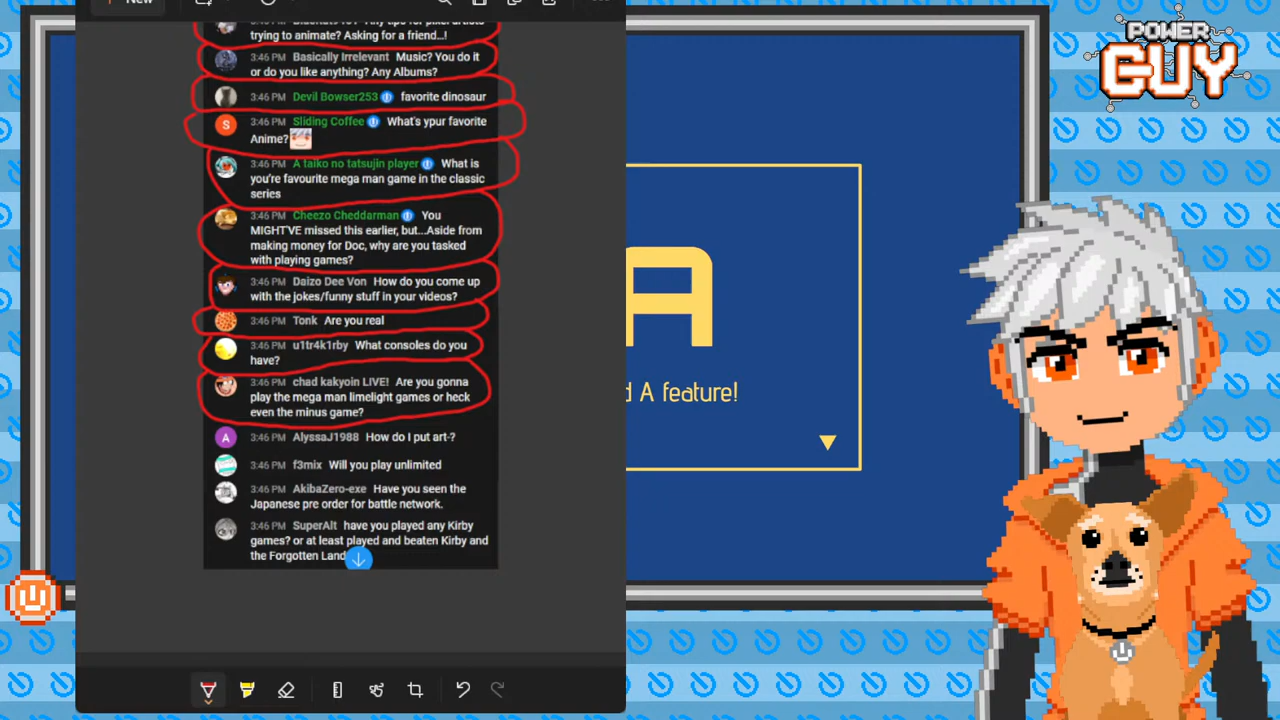 New
trying to animate? Asking for a friend...!
3:46 PM Basically Irrelevant Music? You do it
or do you like anything? Any Albums?
3:46 PM Devil Bowser253 favorite dinosaur
S 3:46 PM Sliding Coffee What's ypur favorite
Anime?
3:46 PM A taiko no tatsujin player What is
you're favourite mega man game in the classic
series
3:46 PM Cheezo Cheddarman You
MIGHT'VE missed this earlier, but...Aside from
making money for Doc, why are you tasked
with playing games?
3:46 PM Daizo Dee Von How do you come up
with the jokes/funny stuff in your videos?
3:46 PM Tonk Are you real
3:46 PM u1tr4k1rby What consoles do you
have?
3:46 PM chad kakyoin LIVE! Are you gonna
play the mega man limelight games or heck
even the minus game?
A 3:46 PM AlyssaJ1988 How do I put art-?
3:46 PM f3mix Will you play unlimited
3:46 PM AkibaZero-exe Have you seen the
Japanese pre order for battle network.
3:46 PM SuperAlt have you played any Kirby
games? or at least played and beaten Kirby and
the Forgotten Land
A
d A feature!
POWER
GUY